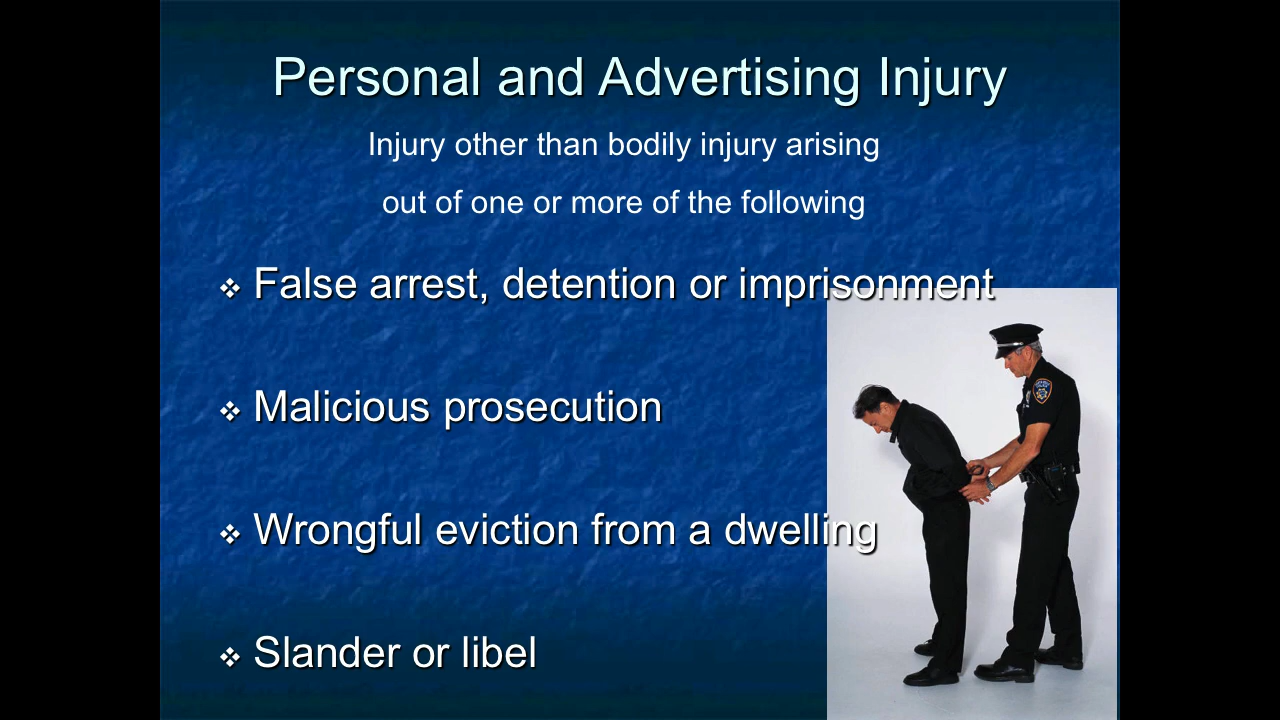 Personal and Advertising Injury
Injury other than bodily injury arising
out of one or more of the following
❖ False arrest, detention or imprisonment
❖ Malicious prosecution
❖ Wrongful eviction from a dwelling
❖ Slander or libel